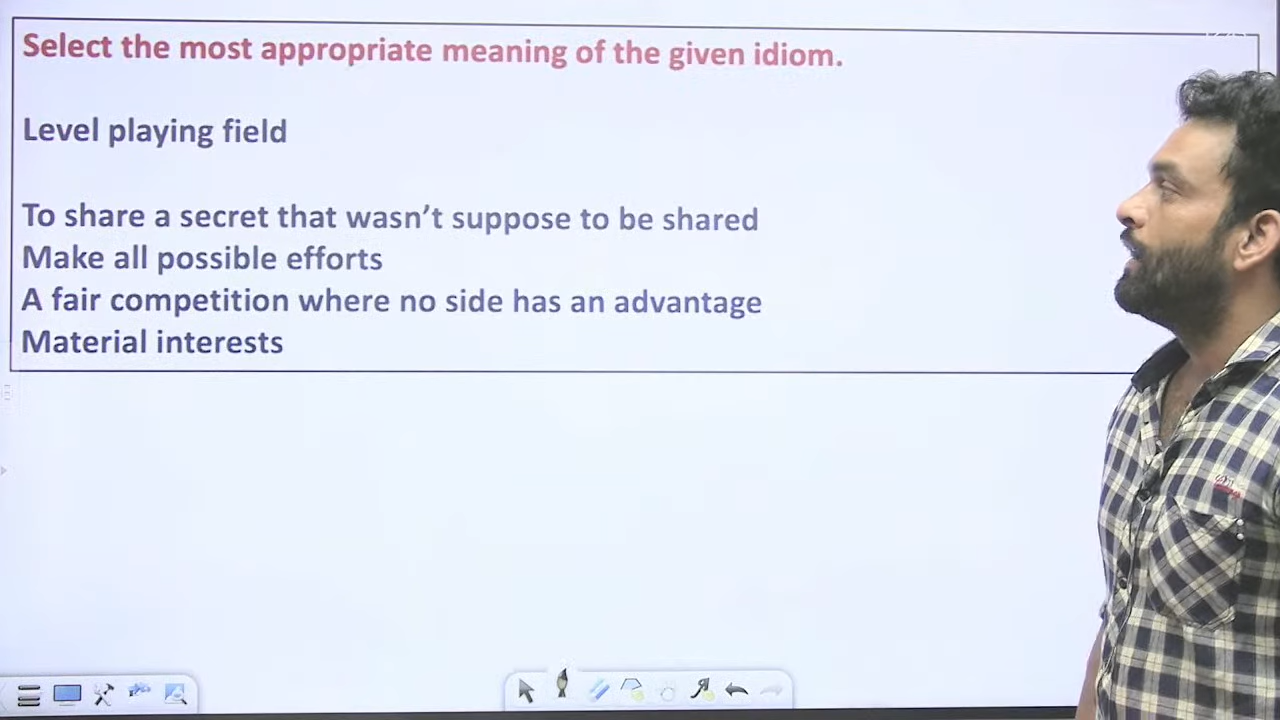 Select the most appropriate meaning of the given idiom.
Level playing field
To share a secret that wasn’t suppose to be shared
Make all possible efforts
A fair competition where no side has an advantage
Material interests